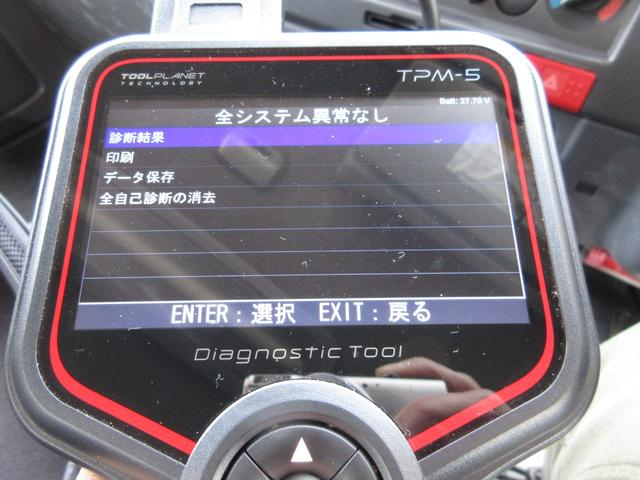 TOOLPLANET TPM-5
TECHNOLOGY
Batt: 27.70 V
全システム異常なし
診断結果
印刷
データ保存
全自己診断の消去
ENTER：選択 EXIT：戻る
Diagnostic Tool